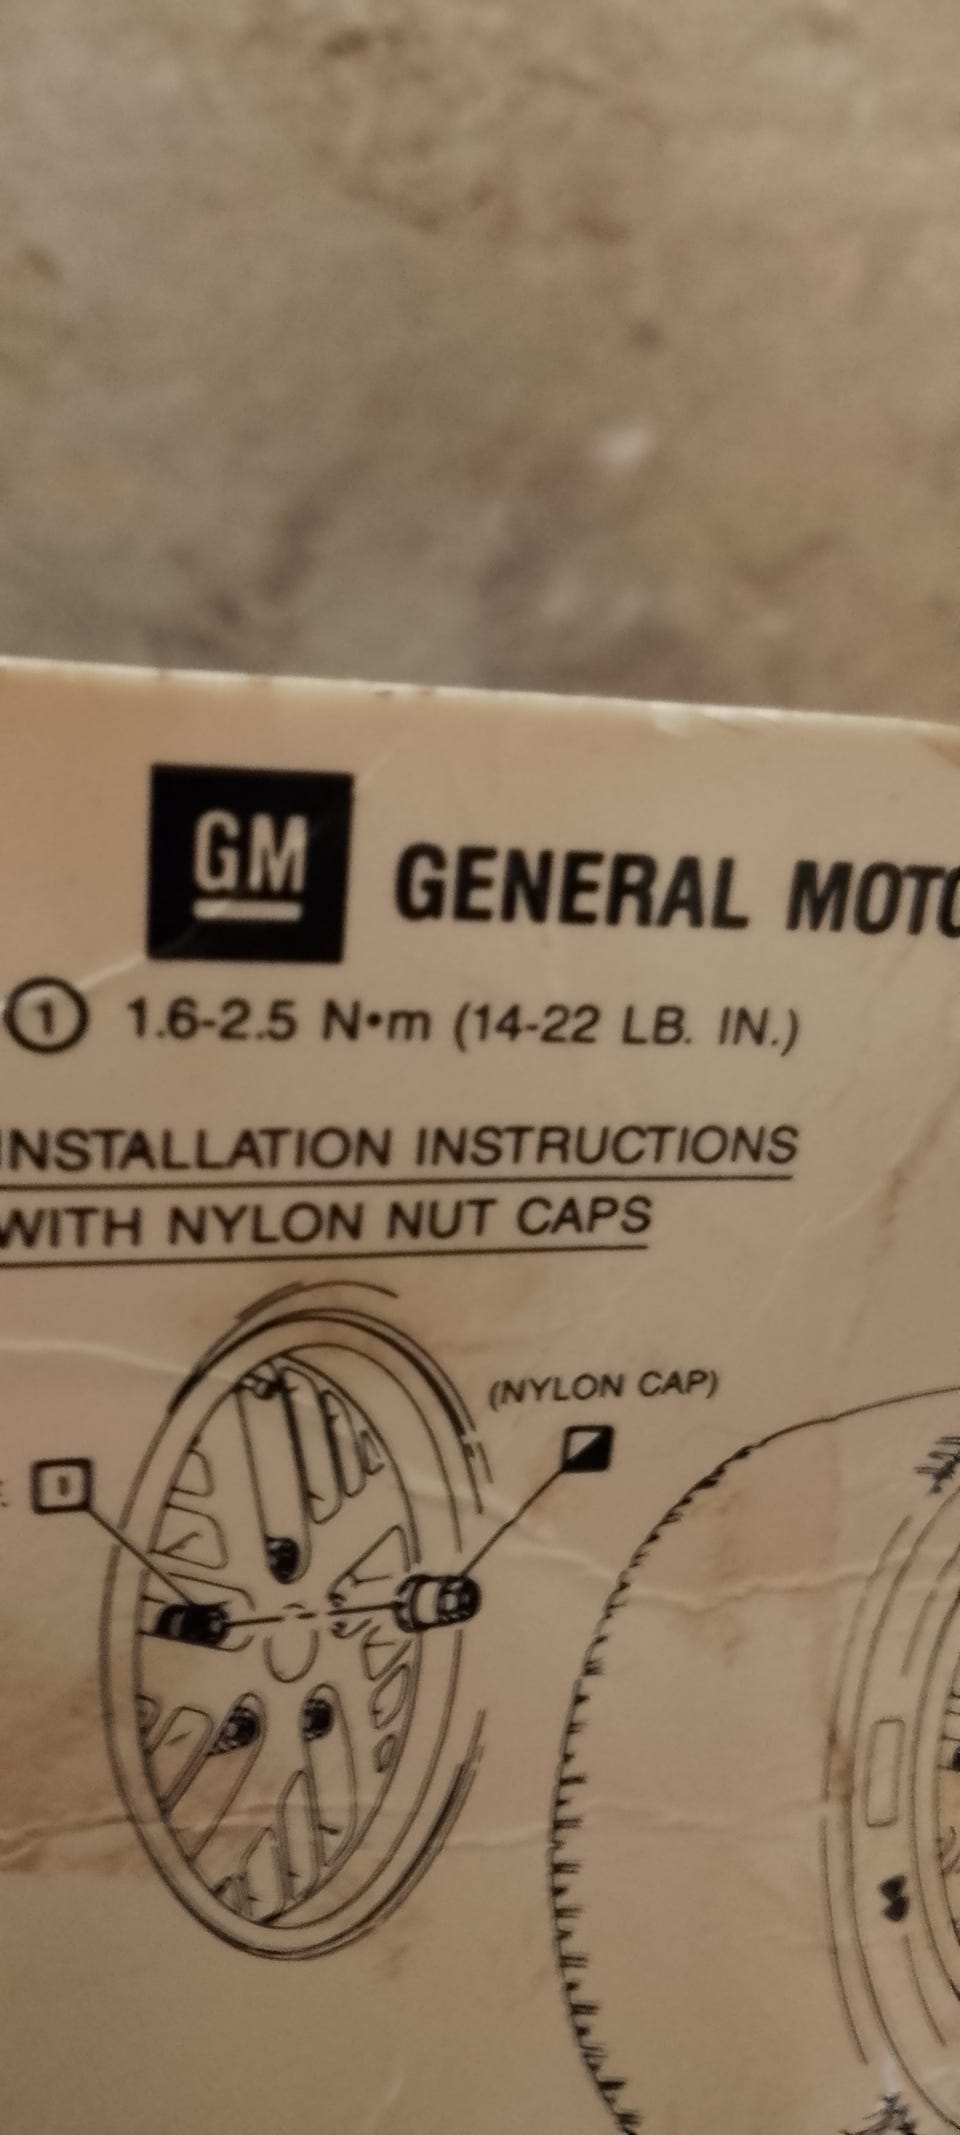 GM
GENERAL MOTO
1 1.6-2.5 N•m (14-22 LB. IN.)
INSTALLATION INSTRUCTIONS
WITH NYLON NUT CAPS
(NYLON CAP)